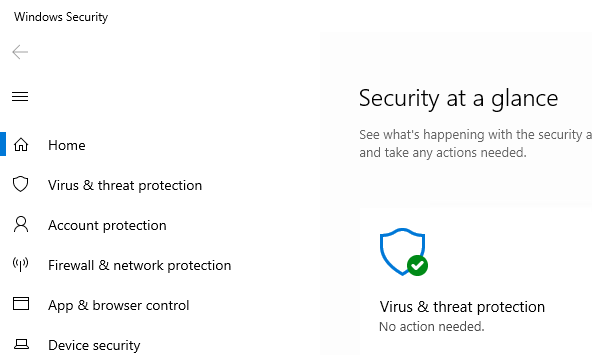 Windows Security
Home
Virus & threat protection
Account protection
Firewall & network protection
App & browser control
Device security
Security at a glance
See what's happening with the security a
and take any actions needed.
Virus & threat protection
No action needed.